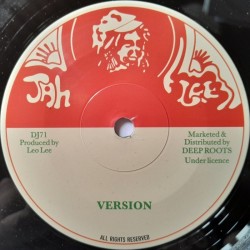 JAH LEE
DJ71
Produced by
Leo Lee
Marketed &
Distributed by
DEEP ROOTS
Under licence
VERSION
ALL RIGHTS RESERVED